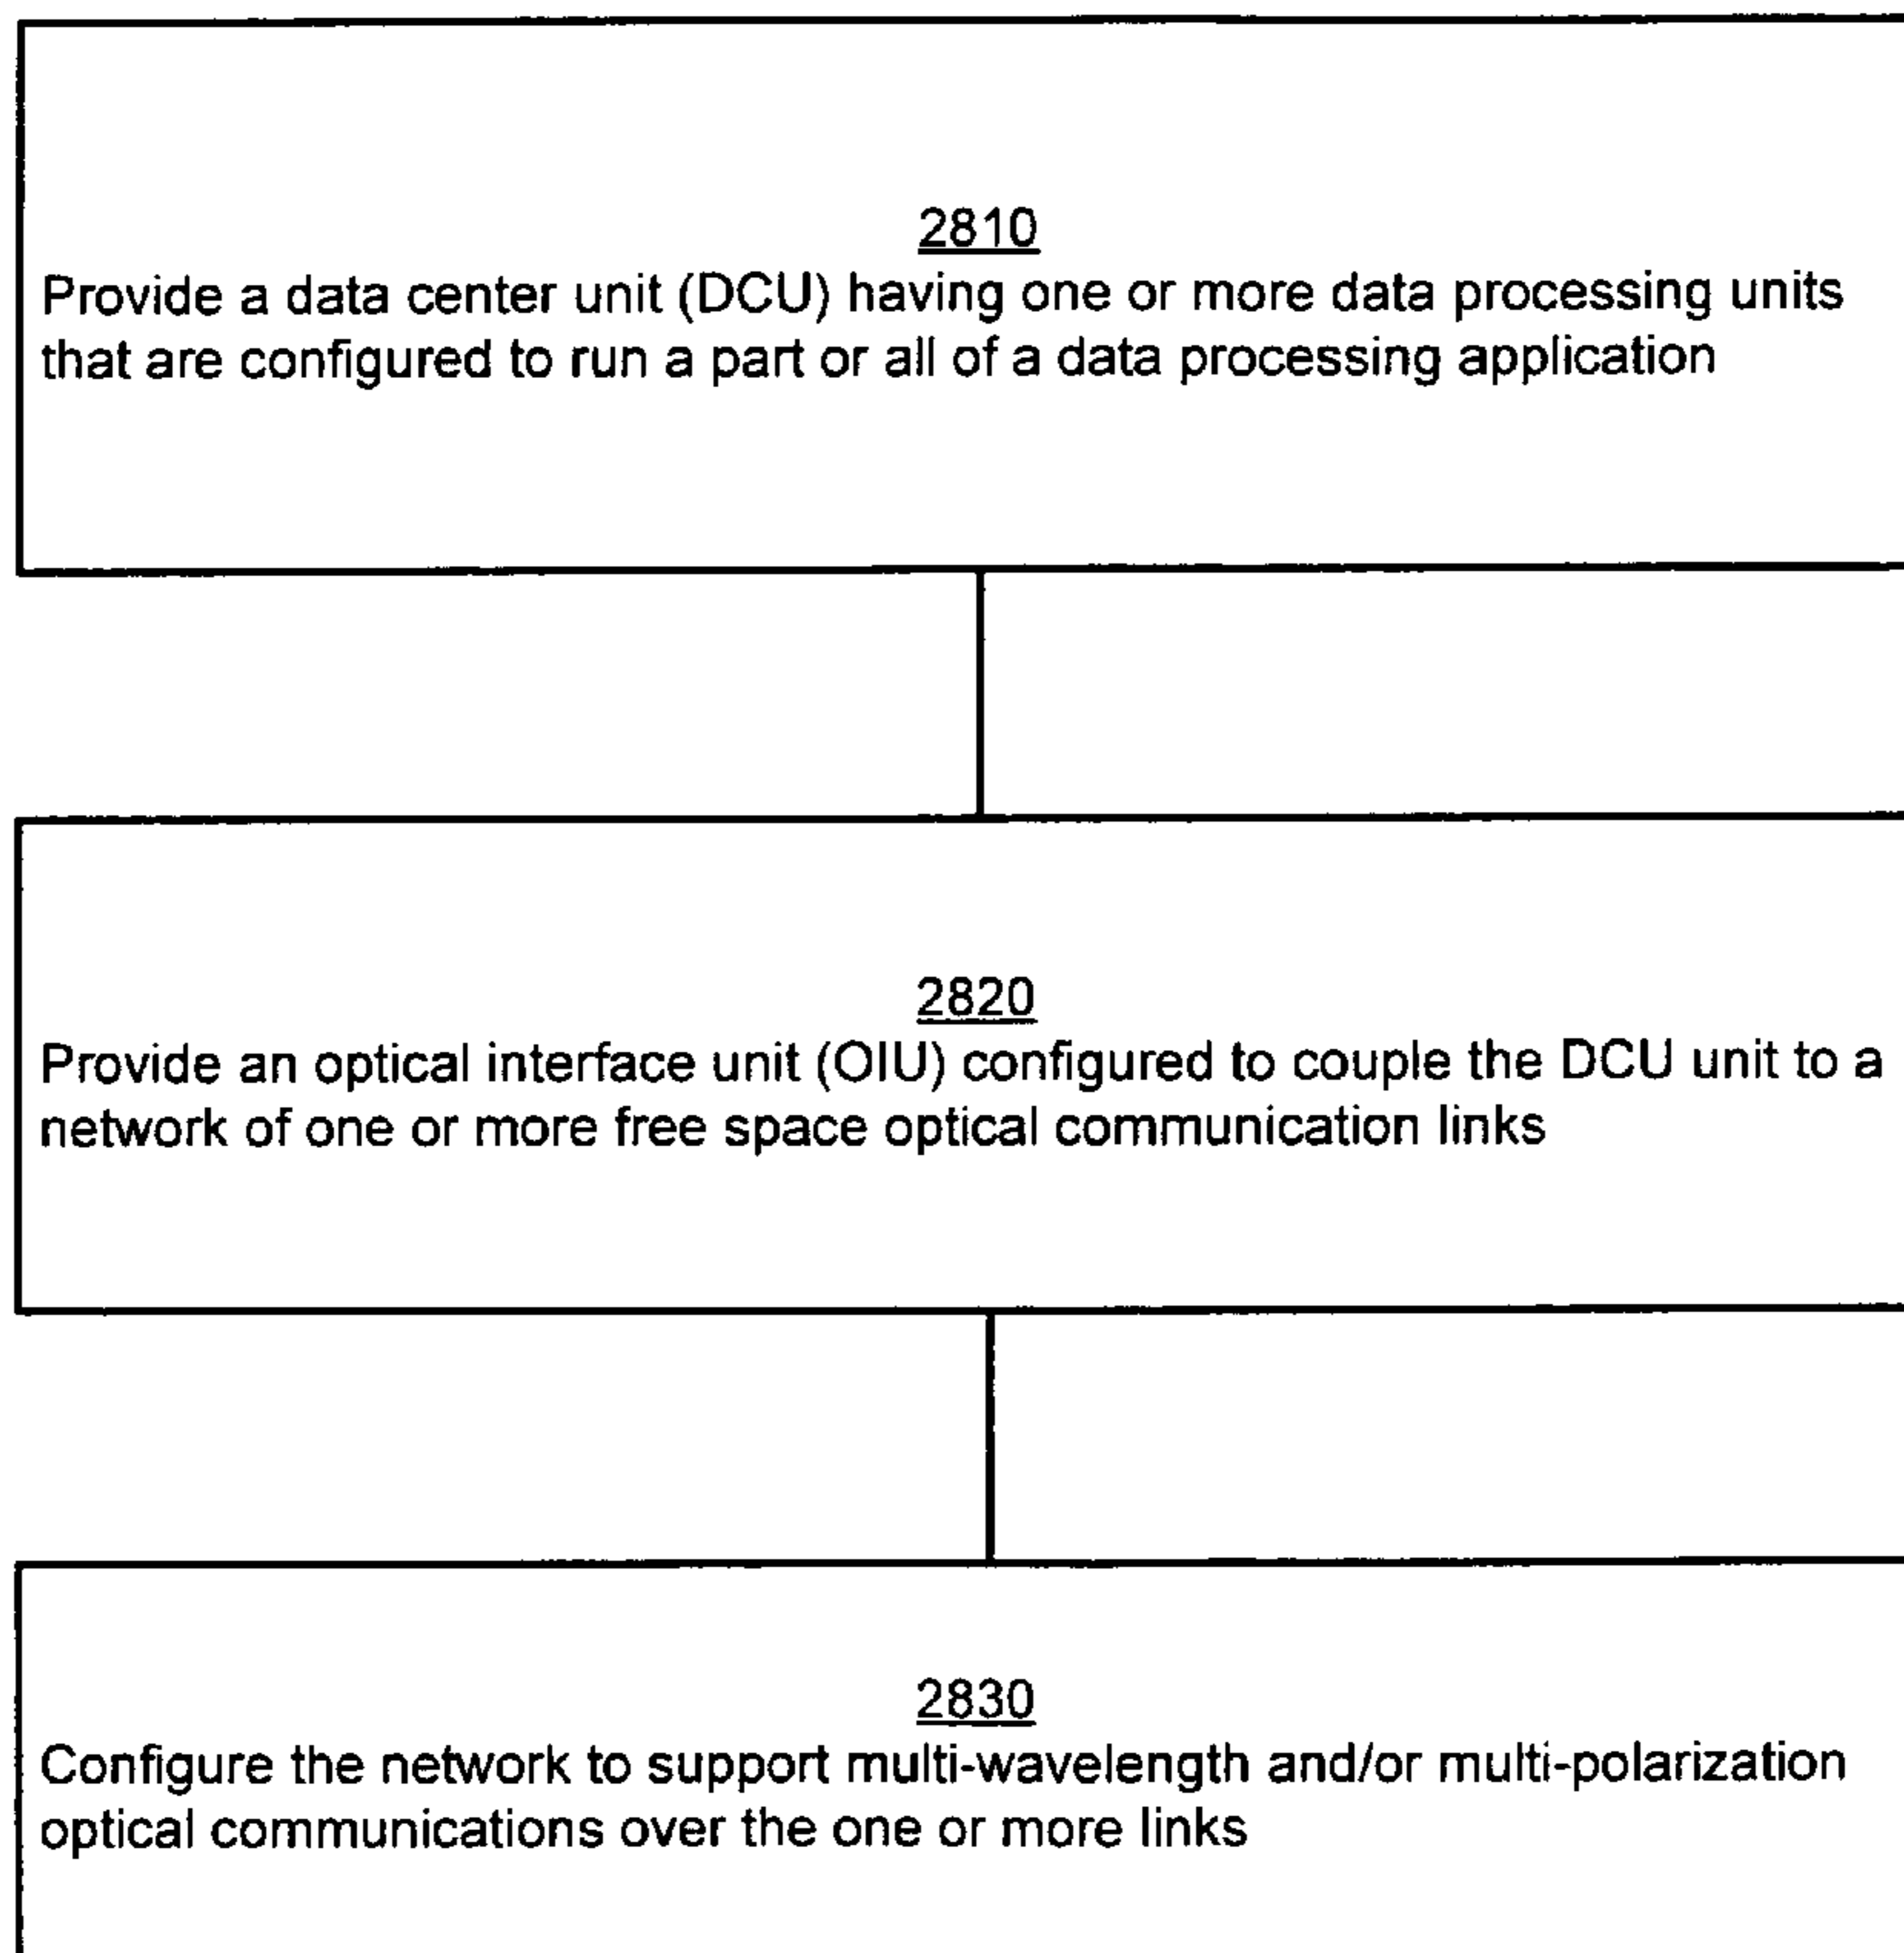 2810
Provide a data center unit (DCU) having one or more data processing units
that are configured to run a part or all of a data processing application
2820
Provide an optical interface unit (OIU) configured to couple the DCU unit to a
network of one or more free space optical communication links
2830
Configure the network to support multi-wavelength and/or multi-polarization
optical communications over the one or more links